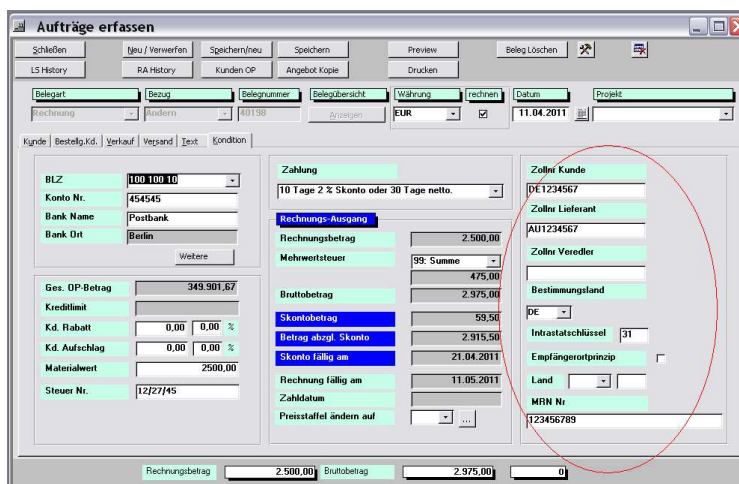 Aufträge erfassen
Schließen Neu / Verwerfen Speichern/neu Speichern Preview Beleg Löschen
LS History RA History Kunden OP Angebot Kopie Drucken
Belegart Bezug Belegnummer Belegübersicht Währung rechnen Datum Projekt
Rechnung Ändern 40198 Anzeigen EUR 11.04.2011
Kunde Bestellg.Kd. Verkauf Versand Text Kondition
BLZ 100 100 10
Konto Nr. 454545
Bank Name Postbank
Bank Ort Berlin
Weitere
Ges. OP-Betrag 349.901,67
Kreditlimit
Kd. Rabatt 0,00 0,00 %
Kd. Aufschlag 0,00 0,00 %
Materialwert 2500,00
Steuer Nr. 12/27/45
Zahlung
10 Tage 2 % Skonto oder 30 Tage netto.
Rechnungs-Ausgang
Rechnungsbetrag 2.500,00
Mehrwertsteuer 99: Summe
475,00
Bruttobetrag 2.975,00
Skontobetrag 59,50
Betrag abzgl. Skonto 2.915,50
Skonto fällig am 21.04.2011
Rechnung fällig am 11.05.2011
Zahldatum
Preisstaffel ändern auf ...
Zollnr Kunde
DE1234567
Zollnr Lieferant
AU1234567
Zollnr Veredler
Bestimmungsland
DE
Intrastatschlüssel 31
Empfängerortprinzip
Land
MRN Nr
123456789
Rechnungsbetrag 2.500,00 Bruttobetrag 2.975,00 0